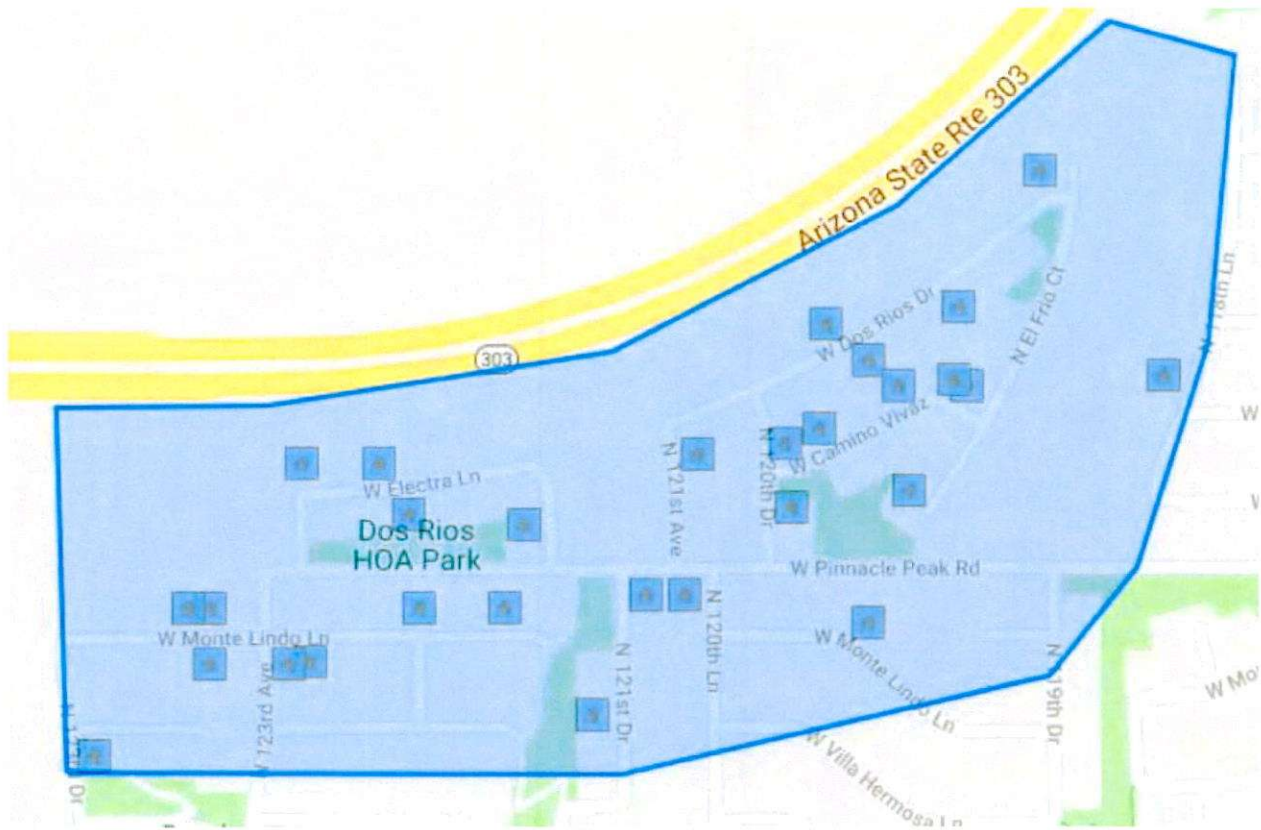 Arizona State Rte 303
303
W Dos Rios Dr
N El Frio Ct
W Camino Vivaz
N 120th Dr
N 121st Ave
W Electra Ln
Dos Rios
HOA Park
W Pinnacle Peak Rd
W Monte Lindo Ln
N 120th Ln
N 121st Dr
W Monte Lindo Ln
N 119th Dr
W Villa Hermosa Ln
W Mo
W